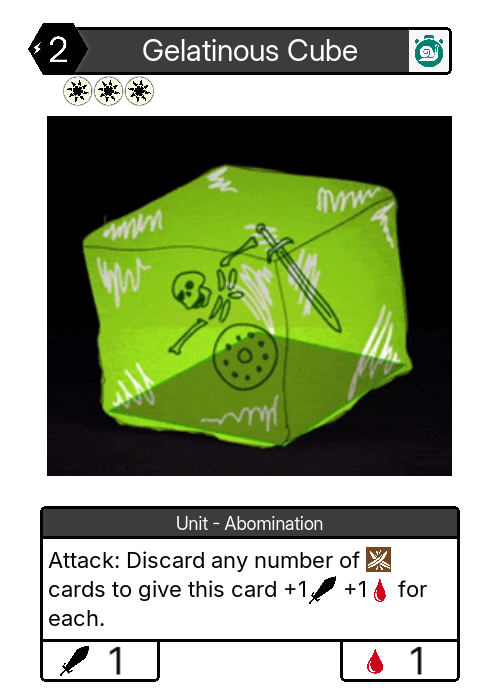 2
Gelatinous Cube
Unit - Abomination
Attack: Discard any number of
cards to give this card +1 +1 for
each.
1
1